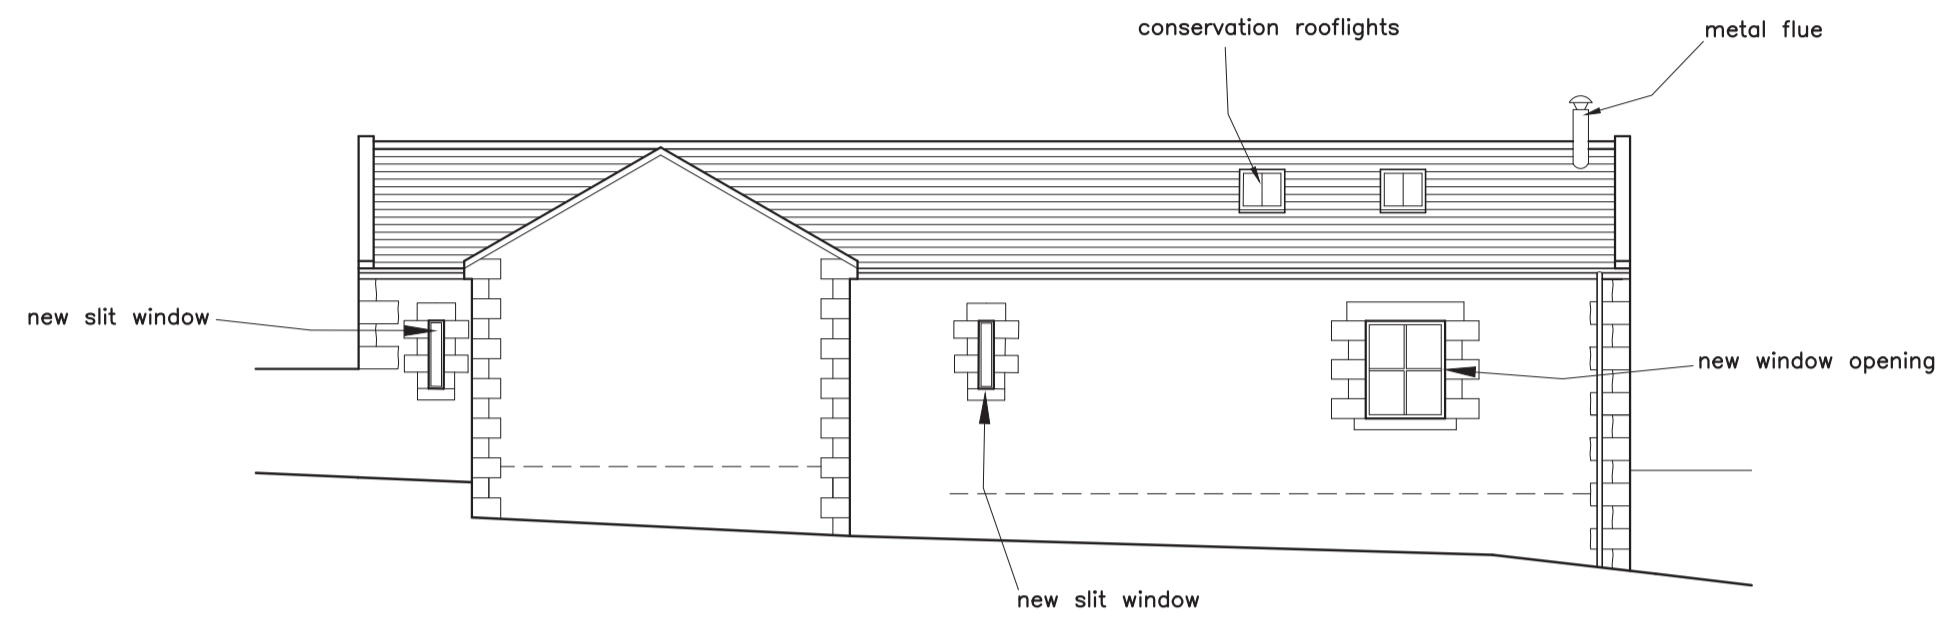 conservation rooflights
metal flue
new slit window
new window opening
new slit window